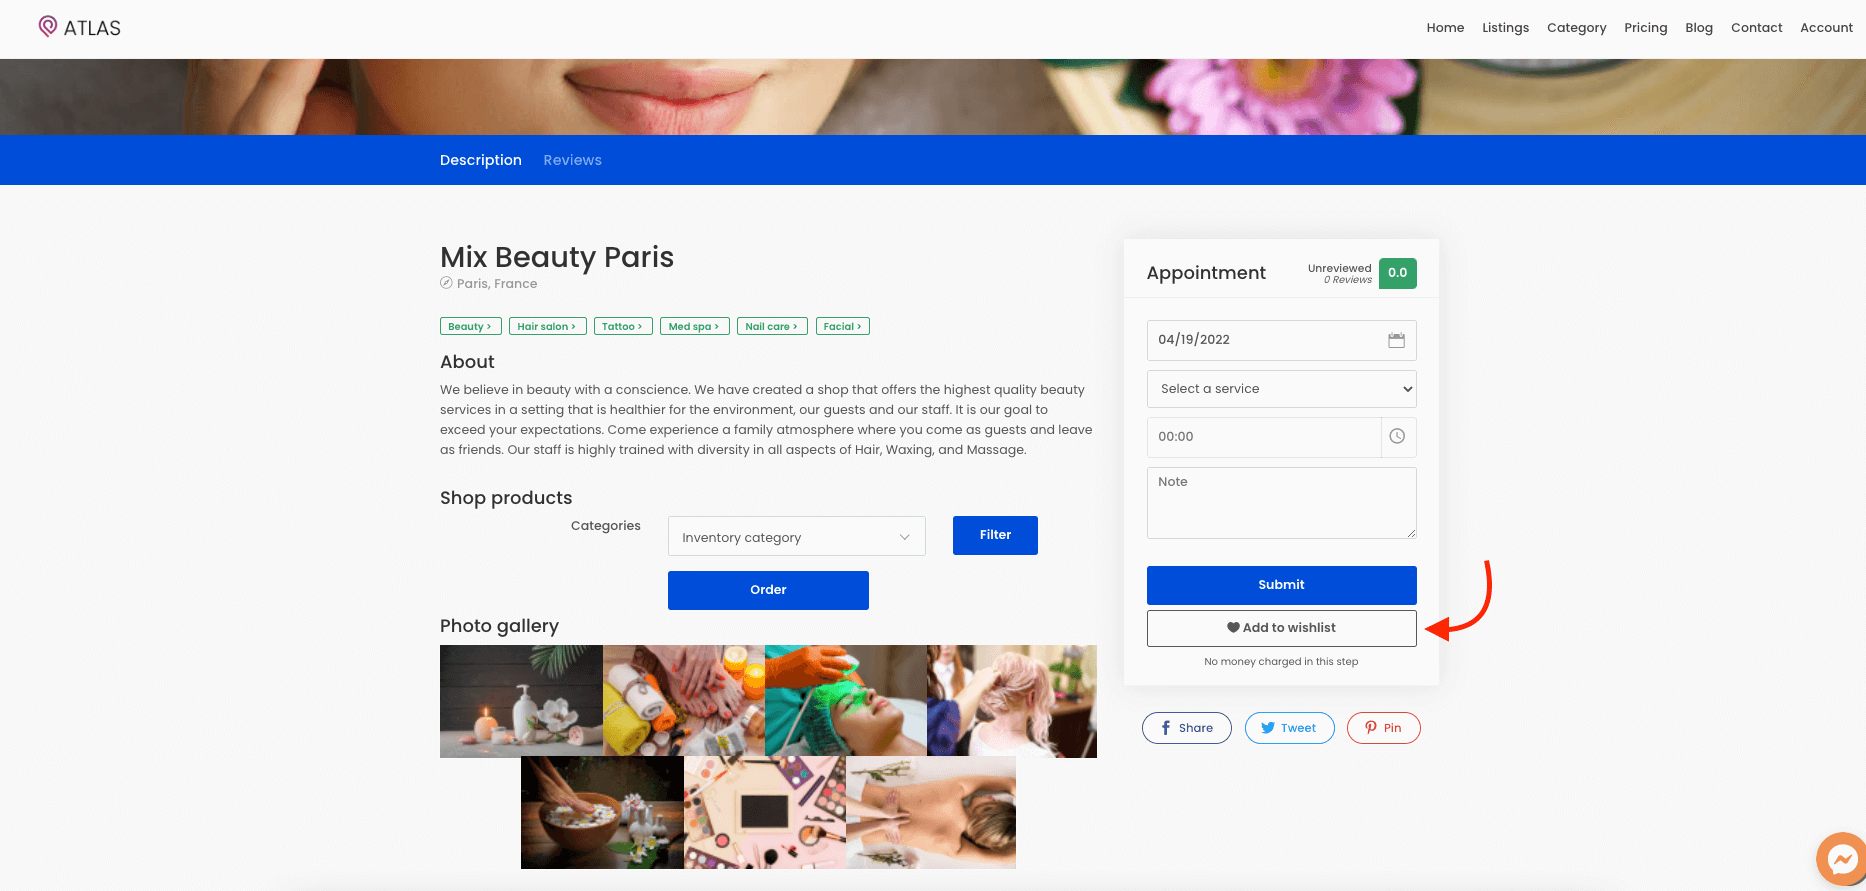 ATLAS
Home Listings Category Pricing Blog Contact Account
Description Reviews
Mix Beauty Paris
Paris, France
Beauty > Hair salon > Tattoo > Med spa > Nail care > Facial >
About
We believe in beauty with a conscience. We have created a shop that offers the highest quality beauty
services in a setting that is healthier for the environment, our guests and our staff. It is our goal to
exceed your expectations. Come experience a family atmosphere where you come as guests and leave
as friends. Our staff is highly trained with diversity in all aspects of Hair, Waxing, and Massage.
Shop products
Categories Inventory category Filter
Order
Photo gallery
Appointment
Unreviewed
0 Reviews
0.0
04/19/2022
Select a service
00:00
Note
Submit
Add to wishlist
No money charged in this step
Share Tweet Pin